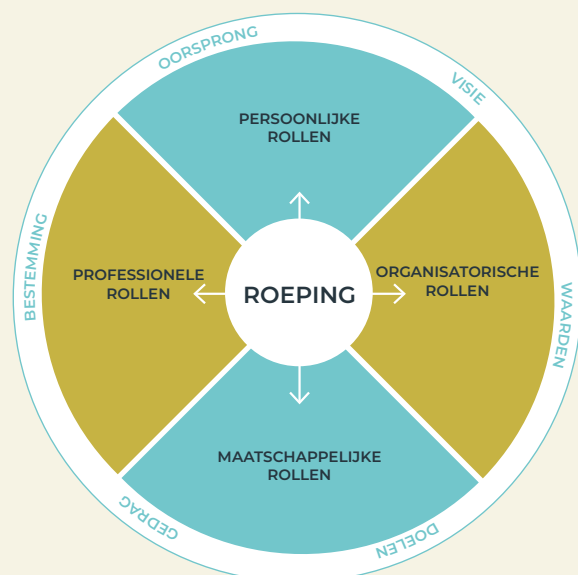 OORSPRONG
VISIE
PERSOONLIJKE
ROLLEN
BESTEMMING
PROFESSIONELE
ROLLEN
ROEPING
ORGANISATORISCHE
ROLLEN
WAARDEN
MAATSCHAPPELIJKE
ROLLEN
GEDRAG
DOELEN